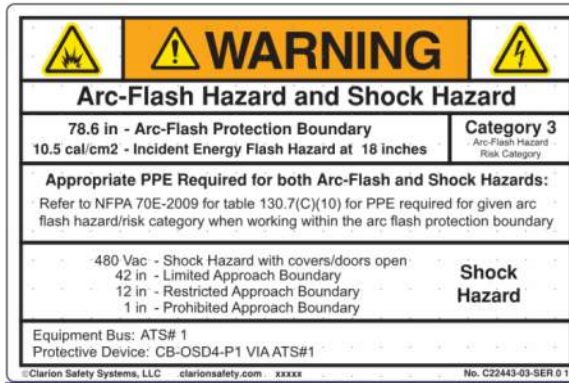 WARNING
Arc-Flash Hazard and Shock Hazard
78.6 in - Arc-Flash Protection Boundary
10.5 cal/cm2 - Incident Energy Flash Hazard at 18 inches
Category 3
Arc-Flash Hazard
Risk Category
Appropriate PPE Required for both Arc-Flash and Shock Hazards:
Refer to NFPA 70E-2009 for table 130.7(C)(10) for PPE required for given arc
flash hazard/risk category when working within the arc flash protection boundary
480 Vac - Shock Hazard with covers/doors open
42 in - Limited Approach Boundary
12 in - Restricted Approach Boundary
1 in - Prohibited Approach Boundary
Shock
Hazard
Equipment Bus: ATS# 1
Protective Device: CB-OSD4-P1 VIA ATS#1
©Clarion Safety Systems, LLC clarionsafety.com xxxxx No. C22443-03-SER 0 1